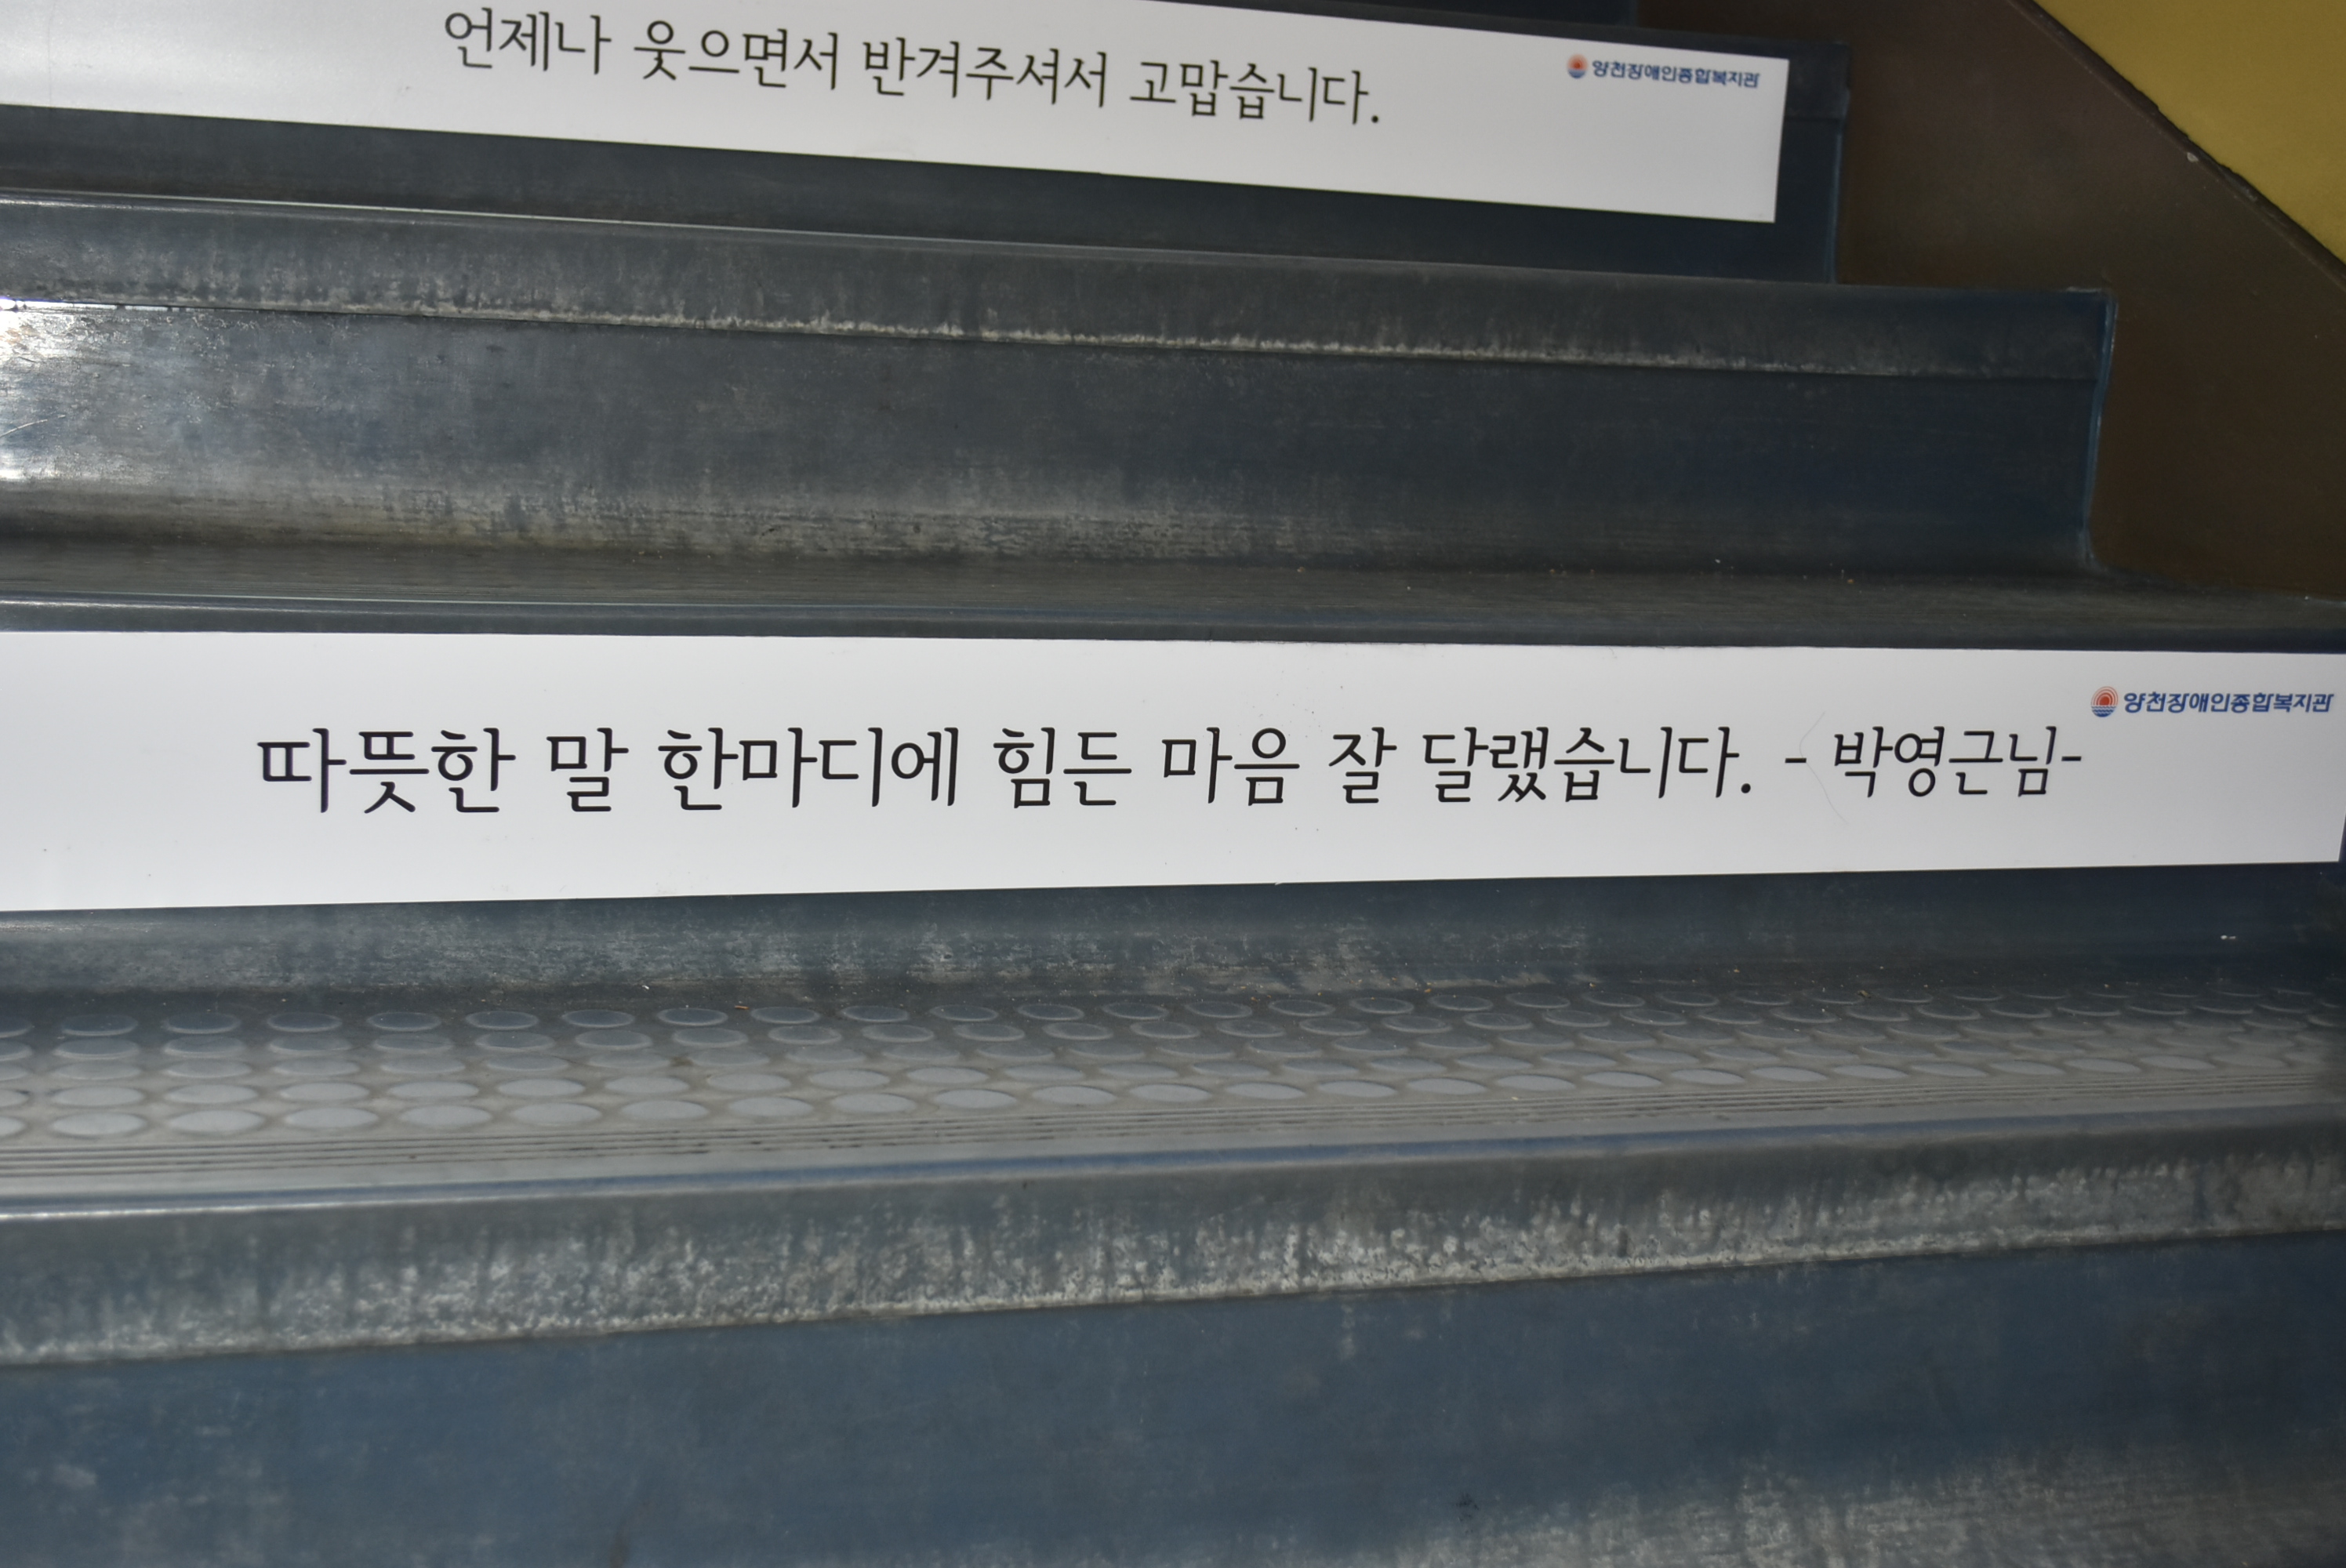 언제나 웃으면서 반겨주셔서 고맙습니다.
양천장애인종합복지관
양천장애인종합복지관
따뜻한 말 한마디에 힘든 마음 잘 달랬습니다. - 박영근님-